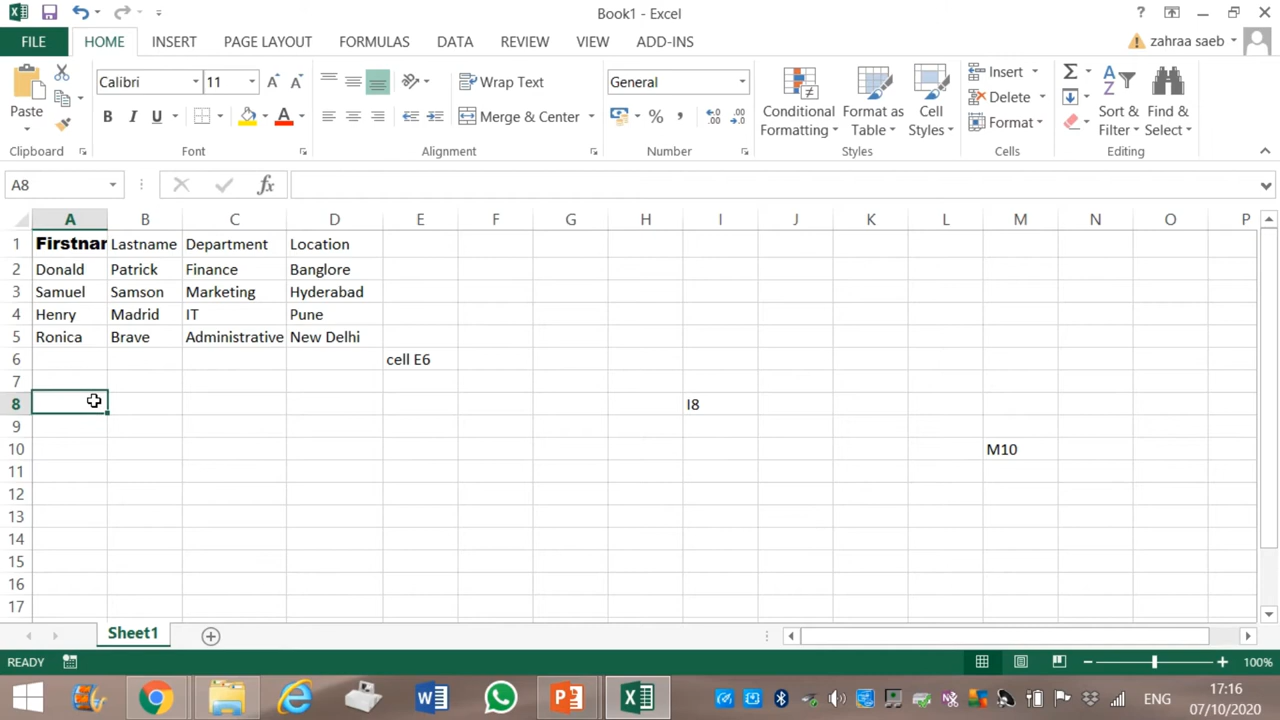 Book1 - Excel
FILE HOME INSERT PAGE LAYOUT FORMULAS DATA REVIEW VIEW ADD-INS zahraa saeb
Paste
Clipboard
Calibri 11
B I U
Font
Wrap Text
Merge & Center
Alignment
General
% ,
Number
Conditional Formatting
Format as Table
Cell Styles
Styles
Insert
Delete
Format
Cells
Sort & Filter
Find & Select
Editing
A8 fx
A B C D E F G H I J K L M N O P
1 Firstnar Lastname Department Location
2 Donald Patrick Finance Banglore
3 Samuel Samson Marketing Hyderabad
4 Henry Madrid IT Pune
5 Ronica Brave Administrative New Delhi
6 cell E6
7
8 I8
9
10 M10
11
12
13
14
15
16
17
Sheet1
READY 100%
ENG 17:16
07/10/2020